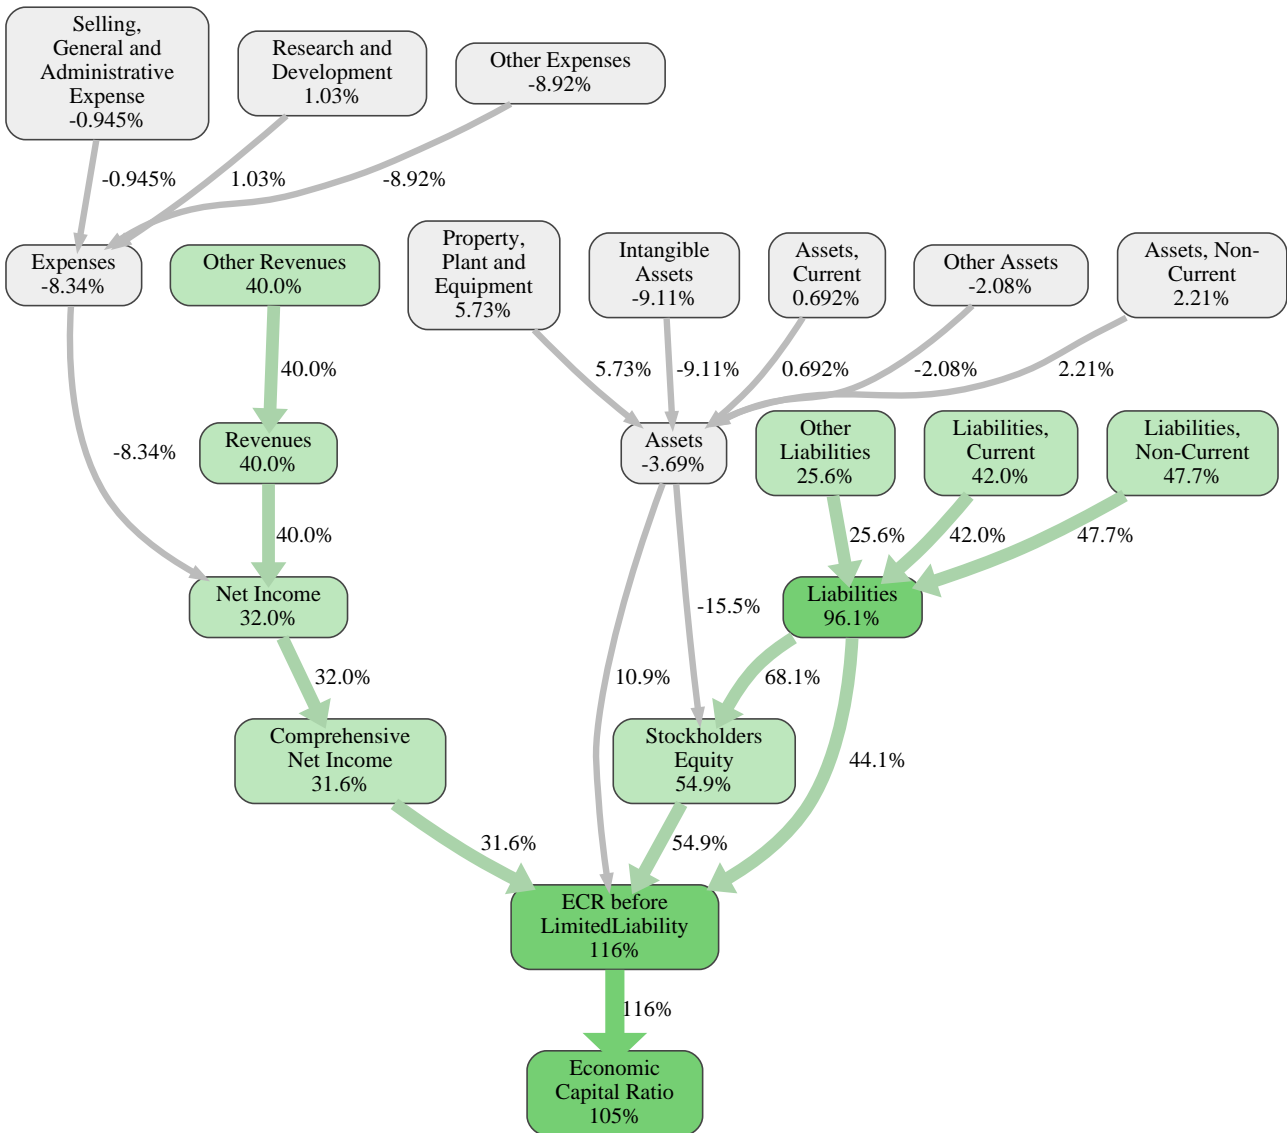 Selling,
General and
Administrative
Expense
-0.945%
Research and
Development
1.03%
Other Expenses
-8.92%
-0.945%
1.03%
-8.92%
Expenses
-8.34%
Other Revenues
40.0%
Property,
Plant and
Equipment
5.73%
Intangible
Assets
-9.11%
Assets,
Current
0.692%
Other Assets
-2.08%
Assets, Non-
Current
2.21%
40.0%
5.73%
-9.11%
0.692%
-2.08%
2.21%
-8.34%
Revenues
40.0%
Assets
-3.69%
Other
Liabilities
25.6%
Liabilities,
Current
42.0%
Liabilities,
Non-Current
47.7%
40.0%
25.6%
42.0%
47.7%
Net Income
32.0%
-15.5%
Liabilities
96.1%
32.0%
10.9%
68.1%
Comprehensive
Net Income
31.6%
Stockholders
Equity
54.9%
44.1%
31.6%
54.9%
ECR before
LimitedLiability
116%
116%
Economic
Capital Ratio
105%